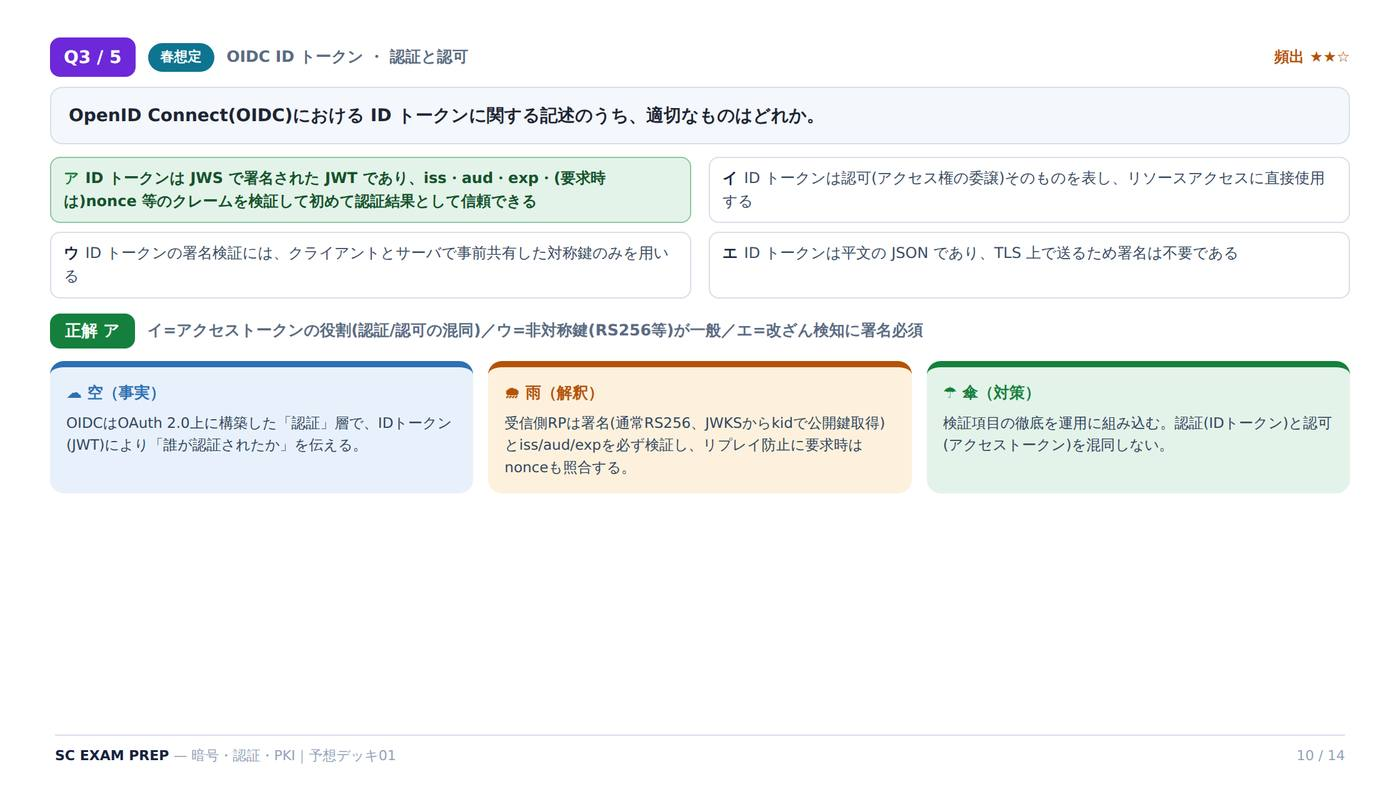 Q3 / 5 春想定 OIDC ID トークン ・ 認証と認可 頻出 ★★☆
OpenID Connect(OIDC)における ID トークンに関する記述のうち、適切なものはどれか。
ア ID トークンは JWS で署名された JWT であり、iss・aud・exp・(要求時
は)nonce 等のクレームを検証して初めて認証結果として信頼できる
イ ID トークンは認可(アクセス権の委譲)そのものを表し、リソースアクセスに直接使用
する
ウ ID トークンの署名検証には、クライアントとサーバで事前共有した対称鍵のみを用い
る
エ ID トークンは平文の JSON であり、TLS 上で送るため署名は不要である
正解 ア イ=アクセストークンの役割(認証/認可の混同)／ウ=非対称鍵(RS256等)が一般／エ=改ざん検知に署名必須
☁ 空（事実）
OIDCはOAuth 2.0上に構築した「認証」層で、IDトークン
(JWT)により「誰が認証されたか」を伝える。
🌧 雨（解釈）
受信側RPは署名(通常RS256、JWKSからkidで公開鍵取得)
とiss/aud/expを必ず検証し、リプレイ防止に要求時は
nonceも照合する。
☂ 傘（対策）
検証項目の徹底を運用に組み込む。認証(IDトークン)と認可
(アクセストークン)を混同しない。
SC EXAM PREP — 暗号・認証・PKI｜予想デッキ01 10 / 14